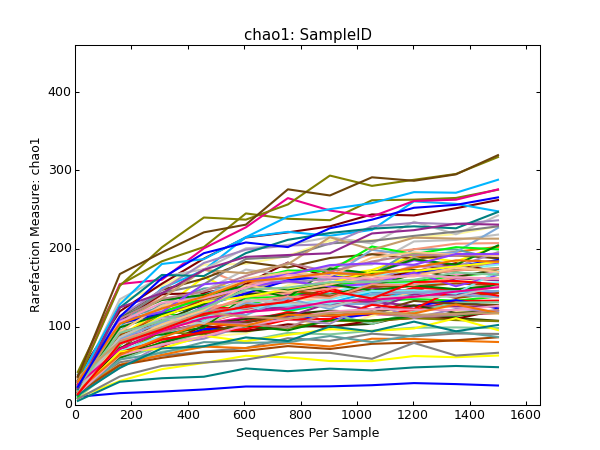 chao1: SampleID
Rarefaction Measure: chao1
400
300
200
100
0
0 200 400 600 800 1000 1200 1400 1600
Sequences Per Sample